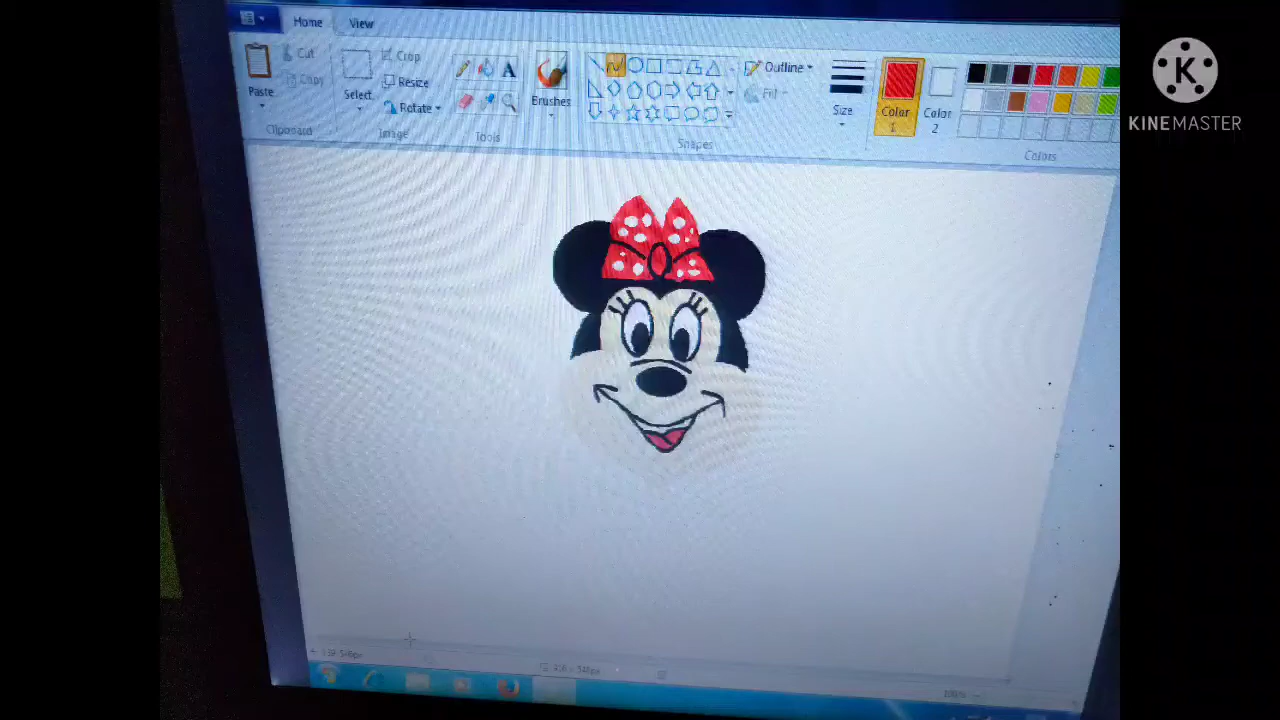 Home View
Cut
Copy
Paste
Clipboard
Crop
Resize
Rotate
Select
Image
A
Tools
Brushes
Shapes
Outline
Fill
Size
Color 1
Color 2
Colors
K
KINEMASTER